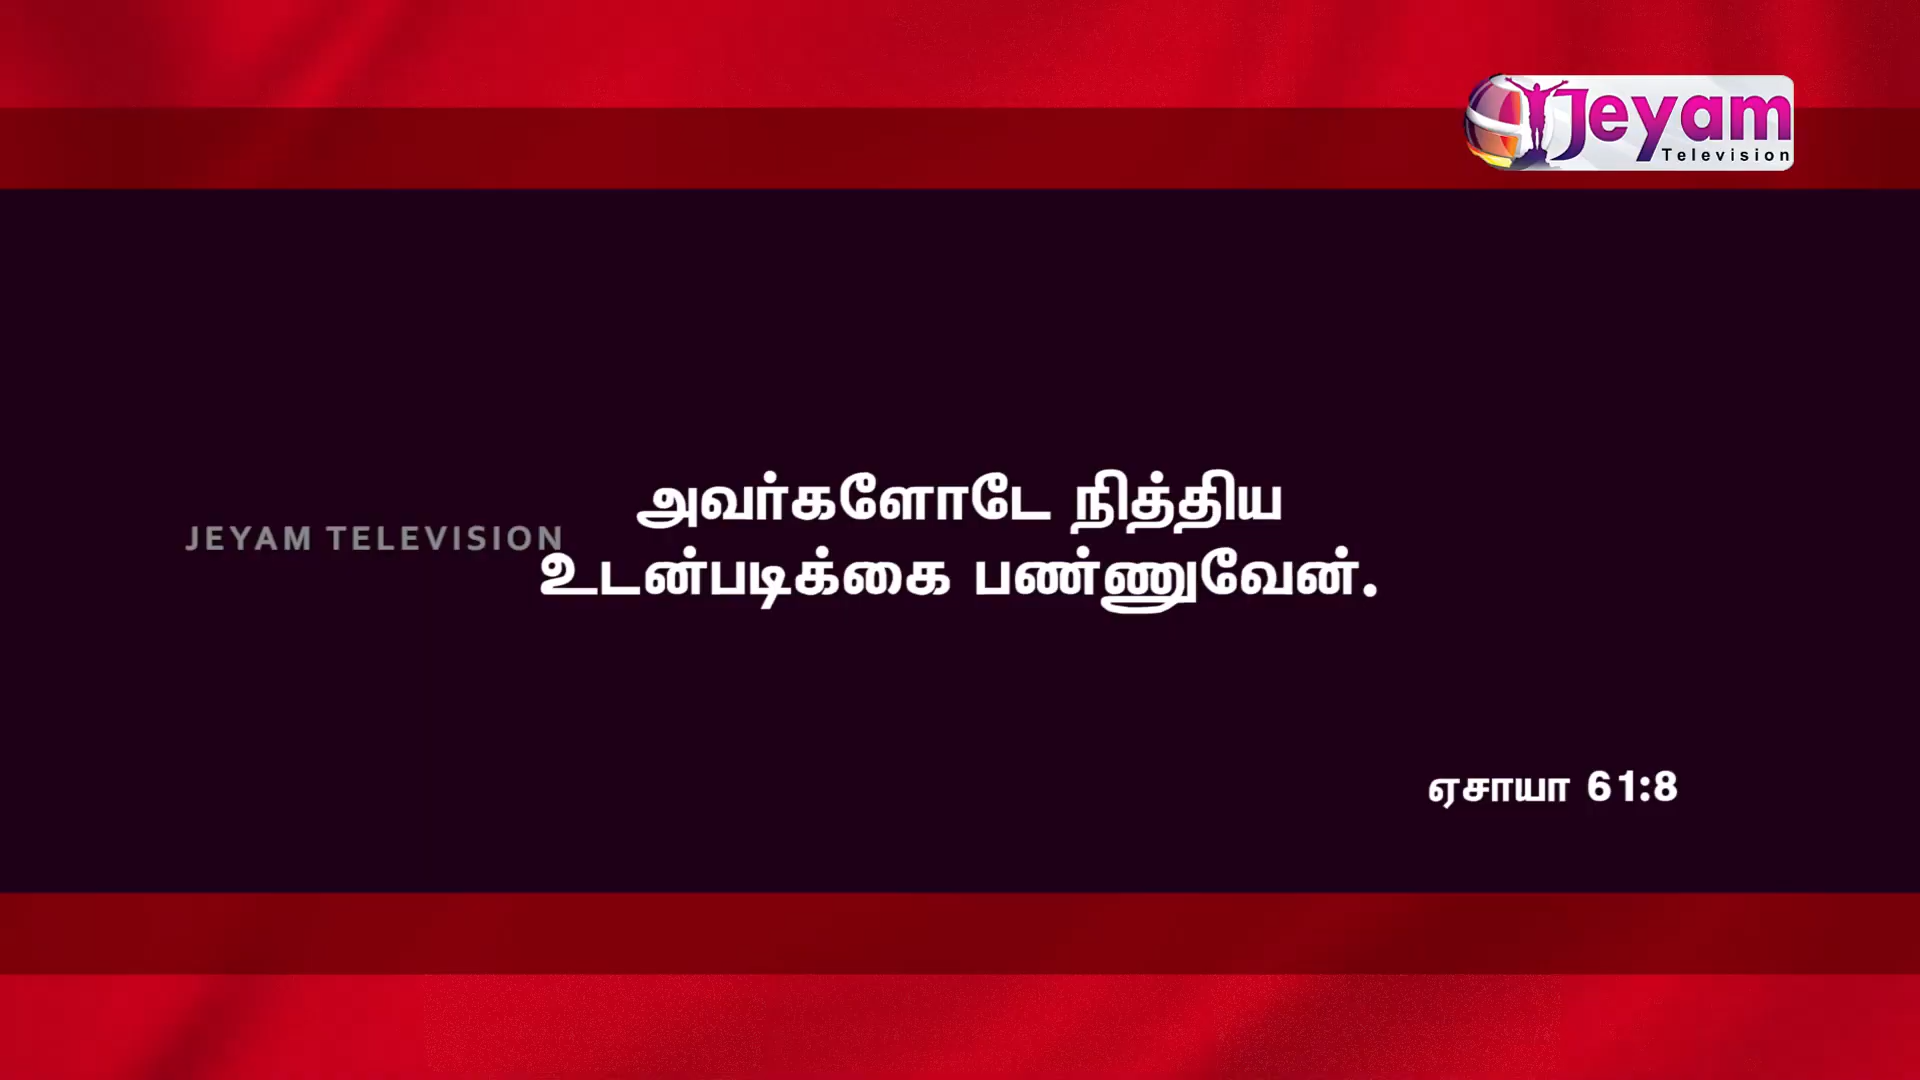 Jeyam
Television
அவர்களோடே நித்திய
JEYAM TELEVISION
உடன்படிக்கை பண்ணுவேன்.
ஏசாயா 61:8